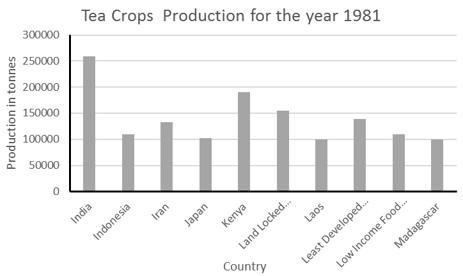 Tea Crops Production for the year 1981
Production in tonnes
300000
250000
200000
150000
100000
50000
0
India
Indonesia
Iran
Japan
Kenya
Land Locked...
Laos
Least Developed...
Low Income Food...
Madagascar
Country